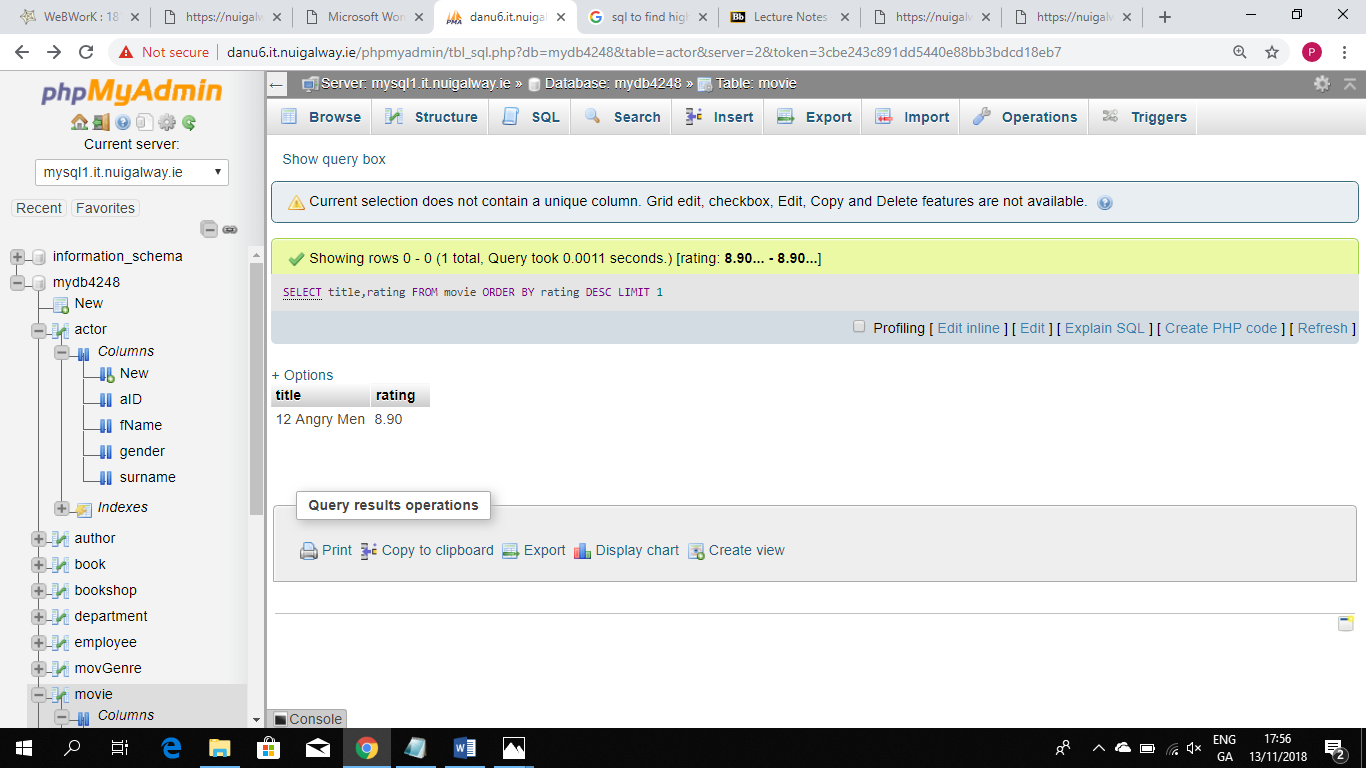 WeBWorK : 18
https://nuigalw
Microsoft Wor
danu6.it.nuiga
sql to find hig
Lecture Notes
https://nuigalw
https://nuigalw
Not secure | danu6.it.nuigalway.ie/phpmyadmin/tbl_sql.php?db=mydb4248&table=actor&server=2&token=3cbe243c891dd5440e88bb3bdcd18eb7
P
phpMyAdmin
Current server:
mysql1.it.nuigalway.ie
Recent Favorites
information_schema
mydb4248
New
actor
Columns
New
aID
fName
gender
surname
Indexes
author
book
bookshop
department
employee
movGenre
movie
Columns
Server: mysql1.it.nuigalway.ie » Database: mydb4248 » Table: movie
Browse Structure SQL Search Insert Export Import Operations Triggers
Show query box
Current selection does not contain a unique column. Grid edit, checkbox, Edit, Copy and Delete features are not available.
Showing rows 0 - 0 (1 total, Query took 0.0011 seconds.) [rating: 8.90... - 8.90...]
SELECT title,rating FROM movie ORDER BY rating DESC LIMIT 1
Profiling [ Edit inline ] [ Edit ] [ Explain SQL ] [ Create PHP code ] [ Refresh ]
+ Options
title rating
12 Angry Men 8.90
Query results operations
Print Copy to clipboard Export Display chart Create view
Console
ENG
GA
17:56
13/11/2018
2